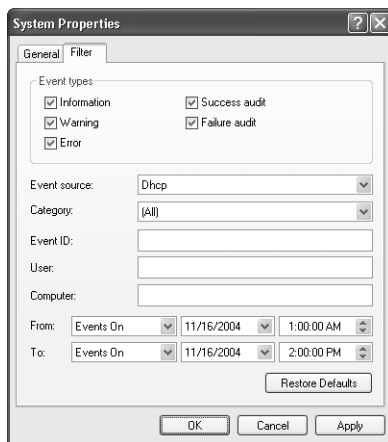 System Properties
General Filter
Event types
Information Success audit
Warning Failure audit
Error
Event source: Dhcp
Category: (All)
Event ID:
User:
Computer:
From: Events On 11/16/2004 1:00:00 AM
To: Events On 11/16/2004 2:00:00 PM
Restore Defaults
OK Cancel Apply